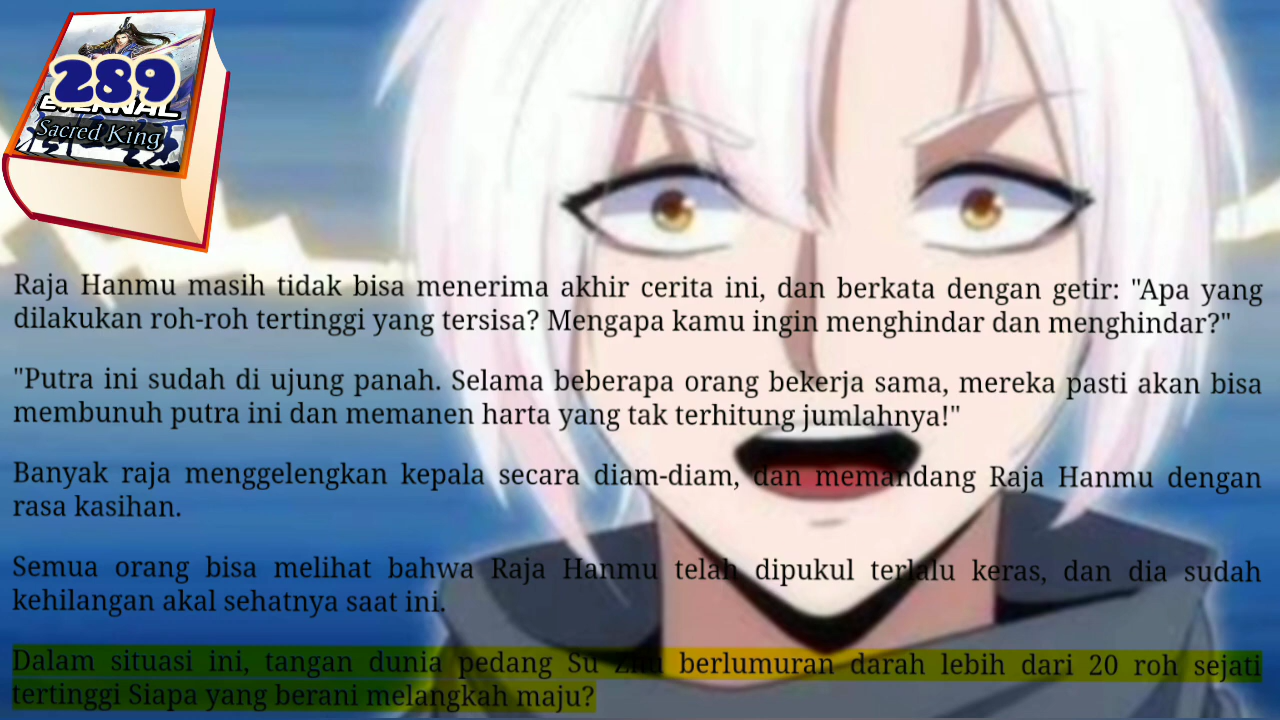 289
ETERNAL
Sacred King
Raja Hanmu masih tidak bisa menerima akhir cerita ini, dan berkata dengan getir: "Apa yang
dilakukan roh-roh tertinggi yang tersisa? Mengapa kamu ingin menghindar dan menghindar?"
"Putra ini sudah di ujung panah. Selama beberapa orang bekerja sama, mereka pasti akan bisa
membunuh putra ini dan memanen harta yang tak terhitung jumlahnya!"
Banyak raja menggelengkan kepala secara diam-diam, dan memandang Raja Hanmu dengan
rasa kasihan.
Semua orang bisa melihat bahwa Raja Hanmu telah dipukul terlalu keras, dan dia sudah
kehilangan akal sehatnya saat ini.
Dalam situasi ini, tangan dunia pedang Su Zimo berlumuran darah lebih dari 20 roh sejati
tertinggi Siapa yang berani melangkah maju?